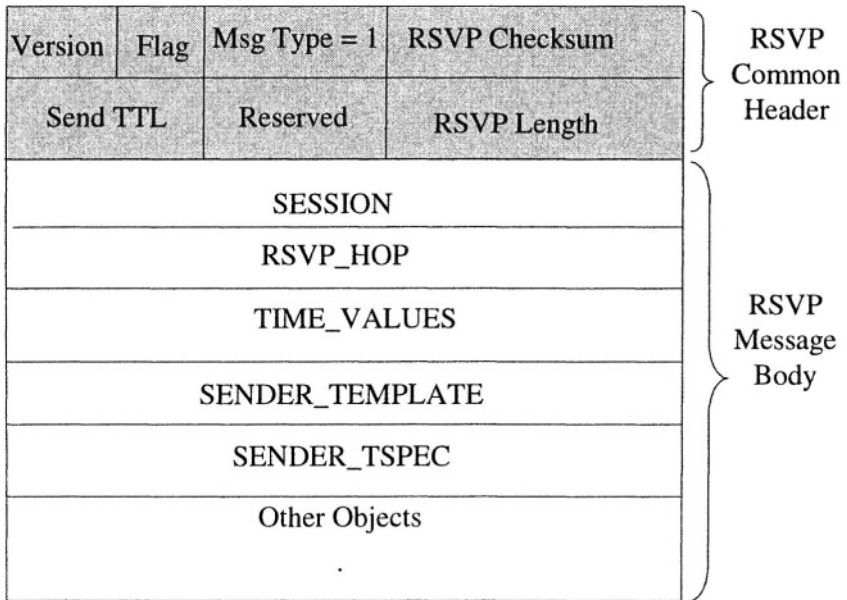 Version Flag Msg Type = 1 RSVP Checksum
Send TTL Reserved RSVP Length
RSVP
Common
Header
SESSION
RSVP_HOP
TIME_VALUES
SENDER_TEMPLATE
SENDER_TSPEC
Other Objects
.
RSVP
Message
Body